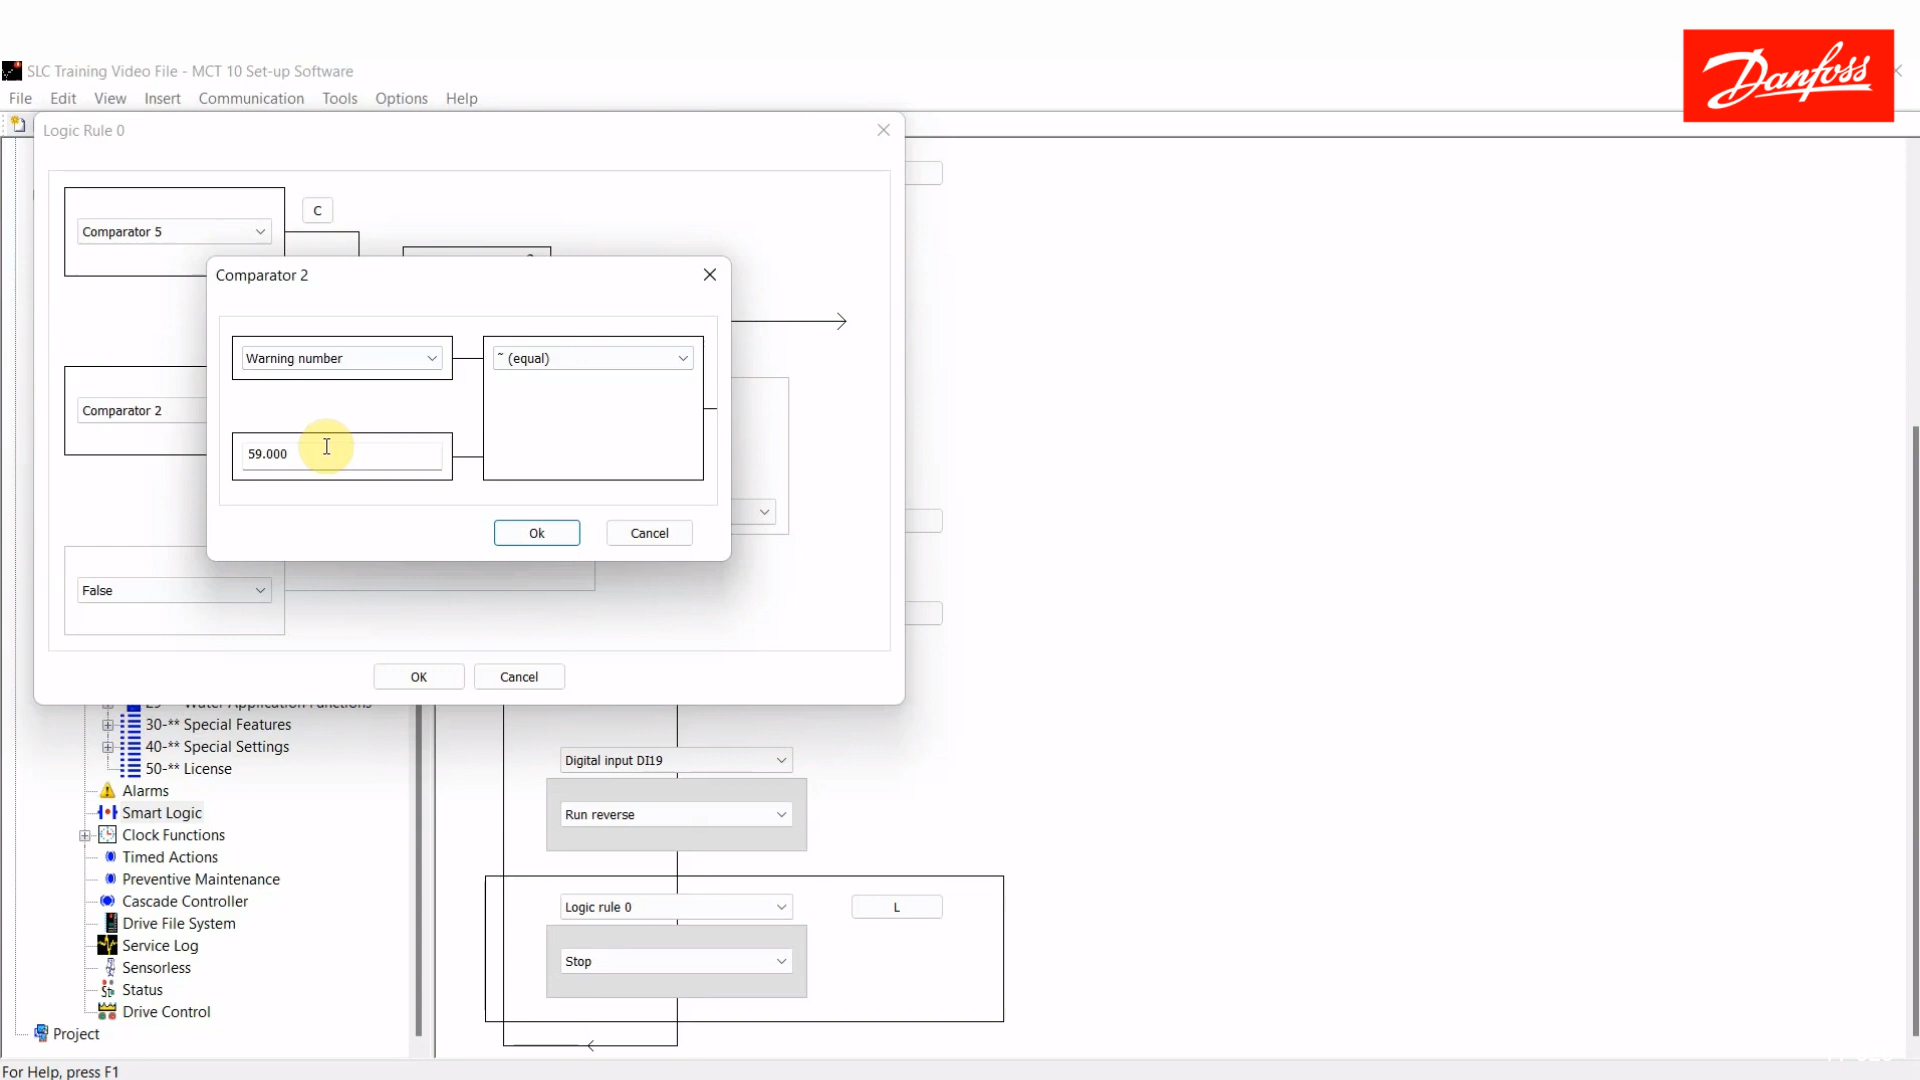 Danfoss
SLC Training Video File - MCT 10 Set-up Software
File Edit View Insert Communication Tools Options Help
Logic Rule 0
C
Comparator 5
Comparator 2
Warning number
~ (equal)
Comparator 2
59.000
Ok Cancel
False
OK Cancel
30-** Special Features
40-** Special Settings
50-** License
Alarms
Smart Logic
Clock Functions
Timed Actions
Preventive Maintenance
Cascade Controller
Drive File System
Service Log
Sensorless
Status
Drive Control
Project
Digital input DI19
Run reverse
Logic rule 0
L
Stop
For Help, press F1